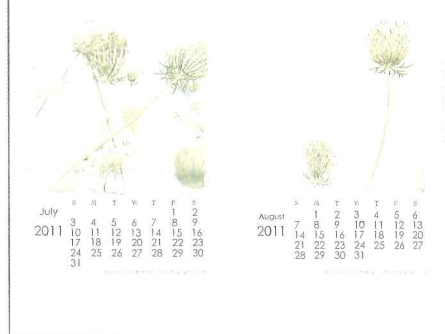 S M T W T F S
July 1 2
3 4 5 6 7 8 9
2011 10 11 12 13 14 15 16
17 18 19 20 21 22 23
24 25 26 27 28 29 30
31
S M T W T F S
August 1 2 3 4 5 6
7 8 9 10 11 12 13
2011 14 15 16 17 18 19 20
21 22 23 24 25 26 27
28 29 30 31